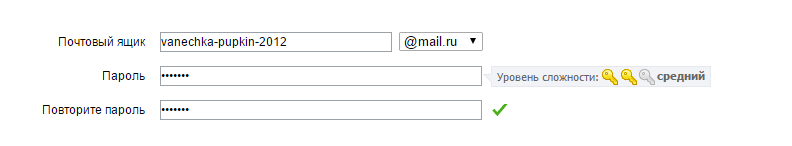 Почтовый ящик vanechka-pupkin-2012 @mail.ru
Пароль ••••••• Уровень сложности: средний
Повторите пароль •••••••